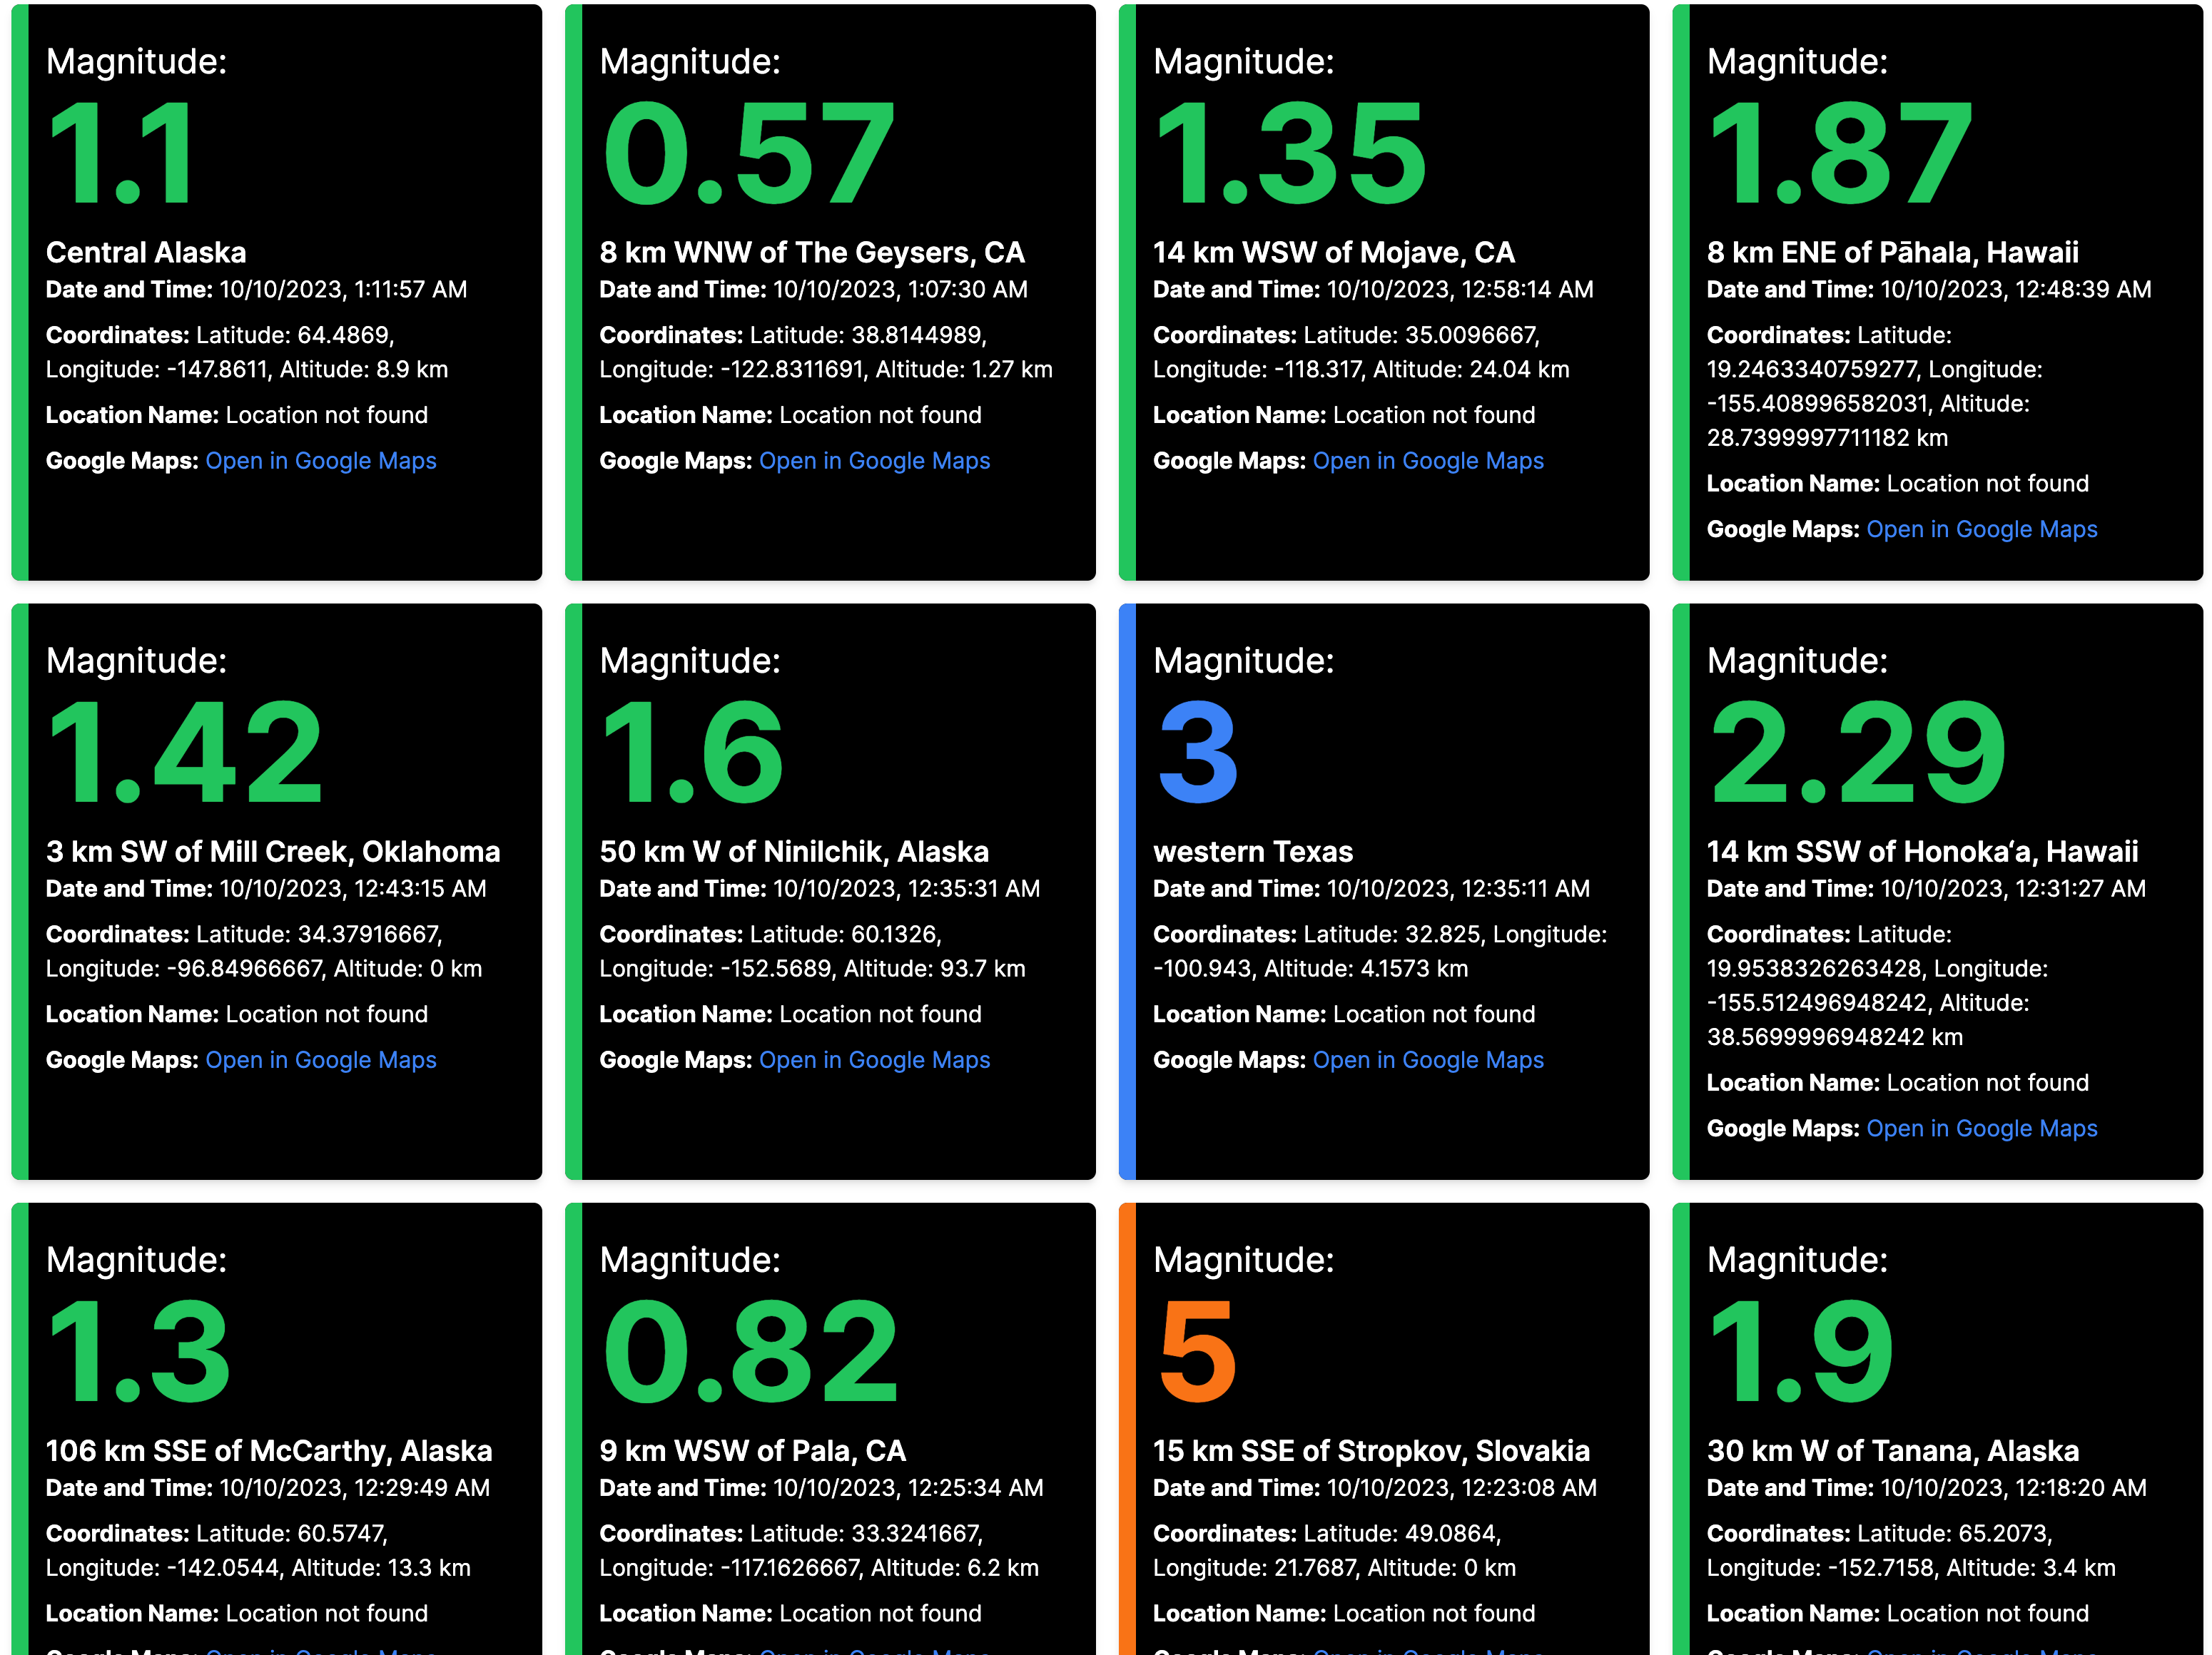 Magnitude:
1.1
Central Alaska
Date and Time: 10/10/2023, 1:11:57 AM
Coordinates: Latitude: 64.4869,
Longitude: -147.8611, Altitude: 8.9 km
Location Name: Location not found
Google Maps: Open in Google Maps
Magnitude:
0.57
8 km WNW of The Geysers, CA
Date and Time: 10/10/2023, 1:07:30 AM
Coordinates: Latitude: 38.8144989,
Longitude: -122.8311691, Altitude: 1.27 km
Location Name: Location not found
Google Maps: Open in Google Maps
Magnitude:
1.35
14 km WSW of Mojave, CA
Date and Time: 10/10/2023, 12:58:14 AM
Coordinates: Latitude: 35.0096667,
Longitude: -118.317, Altitude: 24.04 km
Location Name: Location not found
Google Maps: Open in Google Maps
Magnitude:
1.87
8 km ENE of Pāhala, Hawaii
Date and Time: 10/10/2023, 12:48:39 AM
Coordinates: Latitude:
19.2463340759277, Longitude:
-155.408996582031, Altitude:
28.7399997711182 km
Location Name: Location not found
Google Maps: Open in Google Maps
Magnitude:
1.42
3 km SW of Mill Creek, Oklahoma
Date and Time: 10/10/2023, 12:43:15 AM
Coordinates: Latitude: 34.37916667,
Longitude: -96.84966667, Altitude: 0 km
Location Name: Location not found
Google Maps: Open in Google Maps
Magnitude:
1.6
50 km W of Ninilchik, Alaska
Date and Time: 10/10/2023, 12:35:31 AM
Coordinates: Latitude: 60.1326,
Longitude: -152.5689, Altitude: 93.7 km
Location Name: Location not found
Google Maps: Open in Google Maps
Magnitude:
3
western Texas
Date and Time: 10/10/2023, 12:35:11 AM
Coordinates: Latitude: 32.825, Longitude:
-100.943, Altitude: 4.1573 km
Location Name: Location not found
Google Maps: Open in Google Maps
Magnitude:
2.29
14 km SSW of Honoka‘a, Hawaii
Date and Time: 10/10/2023, 12:31:27 AM
Coordinates: Latitude:
19.9538326263428, Longitude:
-155.512496948242, Altitude:
38.5699996948242 km
Location Name: Location not found
Google Maps: Open in Google Maps
Magnitude:
1.3
106 km SSE of McCarthy, Alaska
Date and Time: 10/10/2023, 12:29:49 AM
Coordinates: Latitude: 60.5747,
Longitude: -142.0544, Altitude: 13.3 km
Location Name: Location not found
Google Maps: Open in Google Maps
Magnitude:
0.82
9 km WSW of Pala, CA
Date and Time: 10/10/2023, 12:25:34 AM
Coordinates: Latitude: 33.3241667,
Longitude: -117.1626667, Altitude: 6.2 km
Location Name: Location not found
Google Maps: Open in Google Maps
Magnitude:
5
15 km SSE of Stropkov, Slovakia
Date and Time: 10/10/2023, 12:23:08 AM
Coordinates: Latitude: 49.0864,
Longitude: 21.7687, Altitude: 0 km
Location Name: Location not found
Google Maps: Open in Google Maps
Magnitude:
1.9
30 km W of Tanana, Alaska
Date and Time: 10/10/2023, 12:18:20 AM
Coordinates: Latitude: 65.2073,
Longitude: -152.7158, Altitude: 3.4 km
Location Name: Location not found
Google Maps: Open in Google Maps